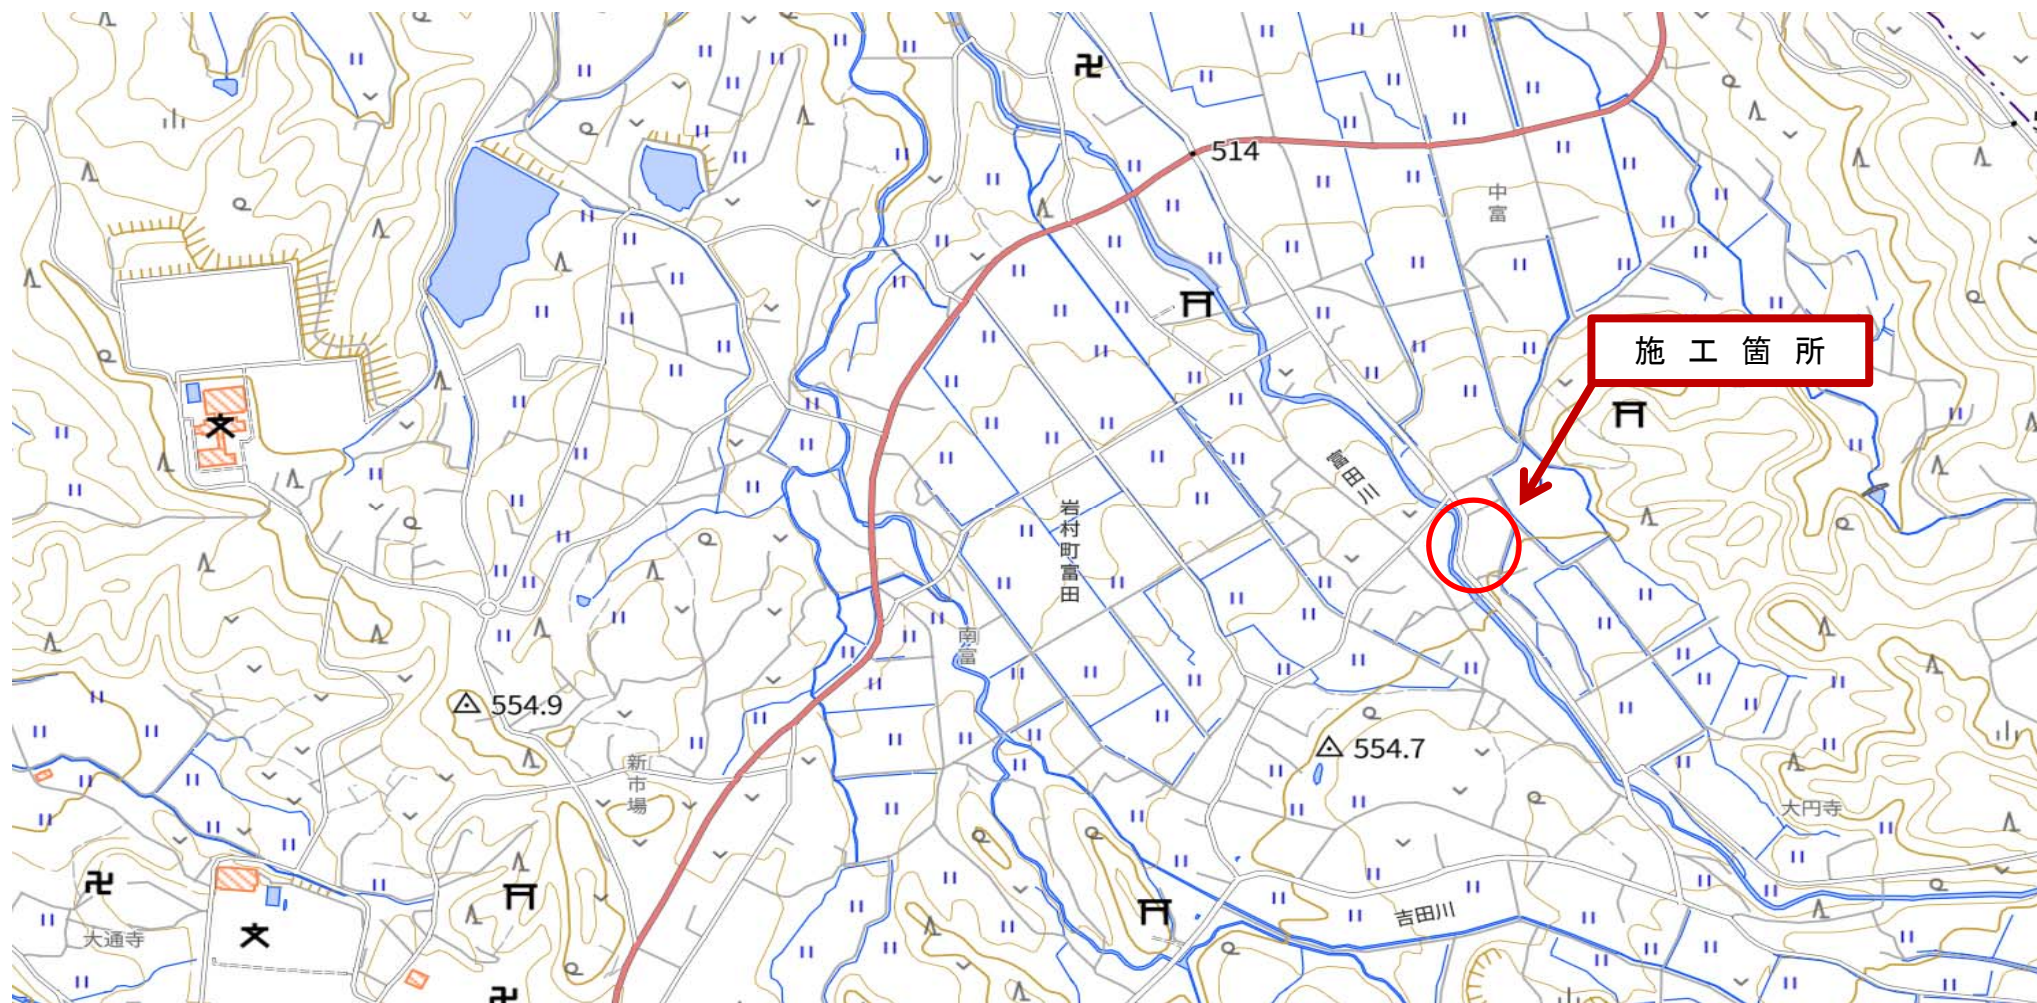 514
中富
施工箇所
富田川
岩村町富田
南富
554.9
554.7
新市場
大円寺
吉田川
大通寺